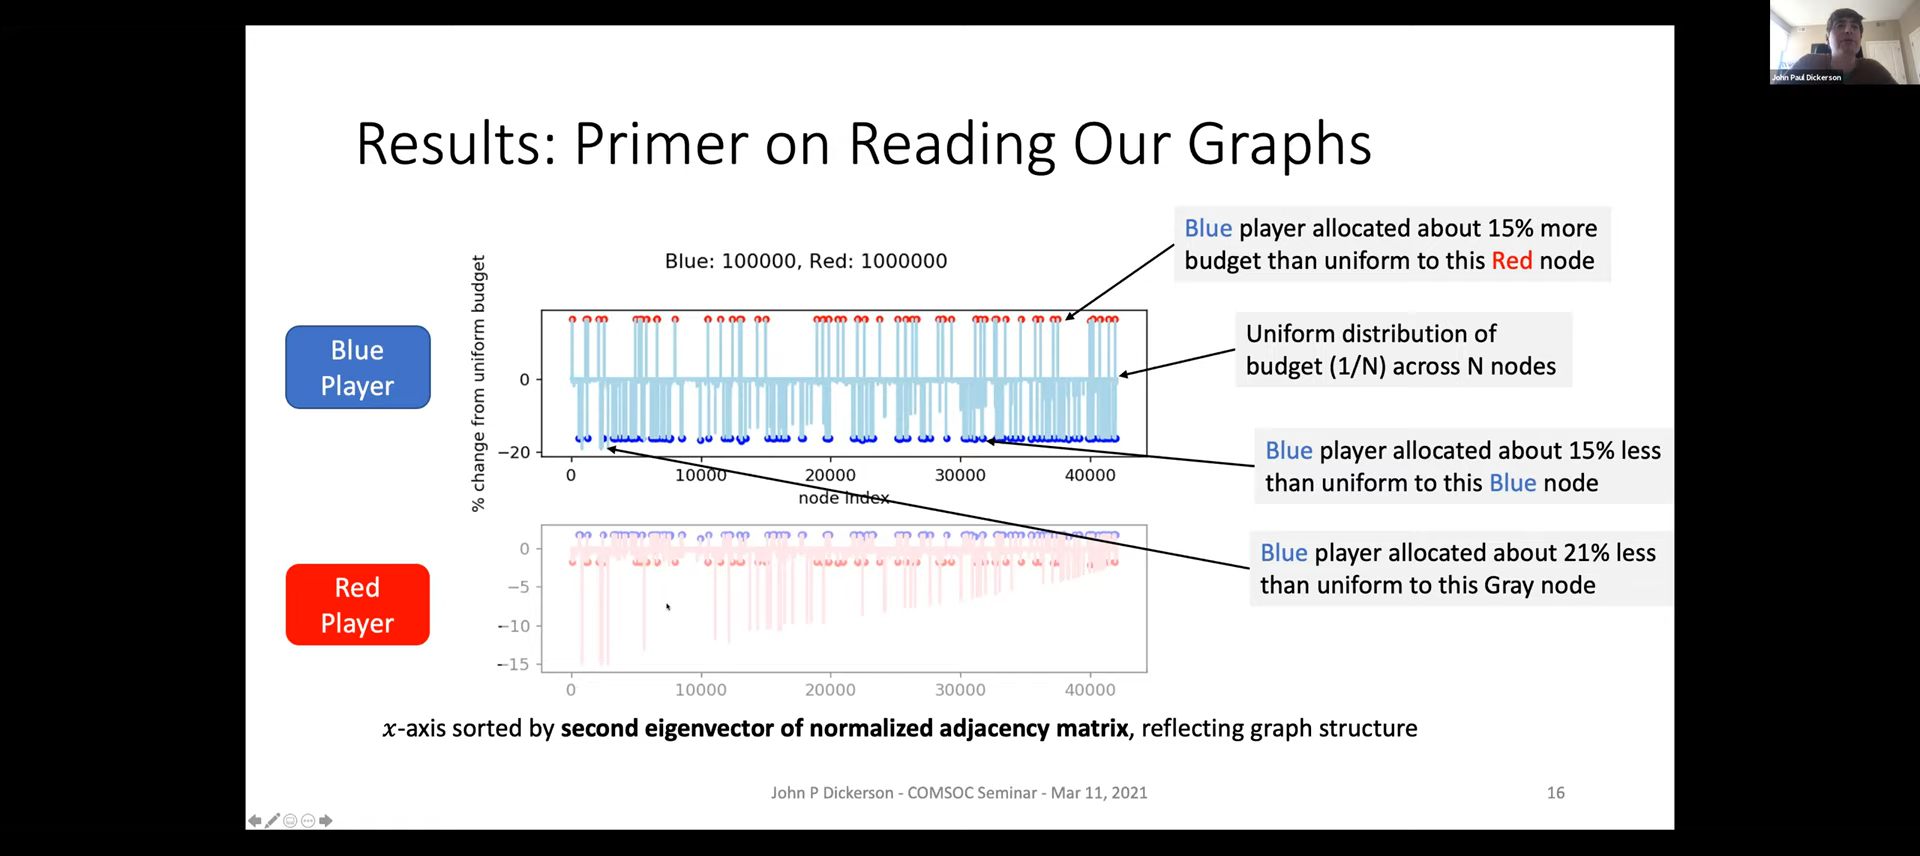 John Paul Dickerson
Results: Primer on Reading Our Graphs
Blue player allocated about 15% more
budget than uniform to this Red node
Blue: 100000, Red: 1000000
% change from uniform budget
Blue
Player
0
−20
0 10000 20000 30000 40000
node index
Uniform distribution of
budget (1/N) across N nodes
Blue player allocated about 15% less
than uniform to this Blue node
Blue player allocated about 21% less
than uniform to this Gray node
Red
Player
0
−5
−10
−15
0 10000 20000 30000 40000
x-axis sorted by second eigenvector of normalized adjacency matrix, reflecting graph structure
John P Dickerson - COMSOC Seminar - Mar 11, 2021
16